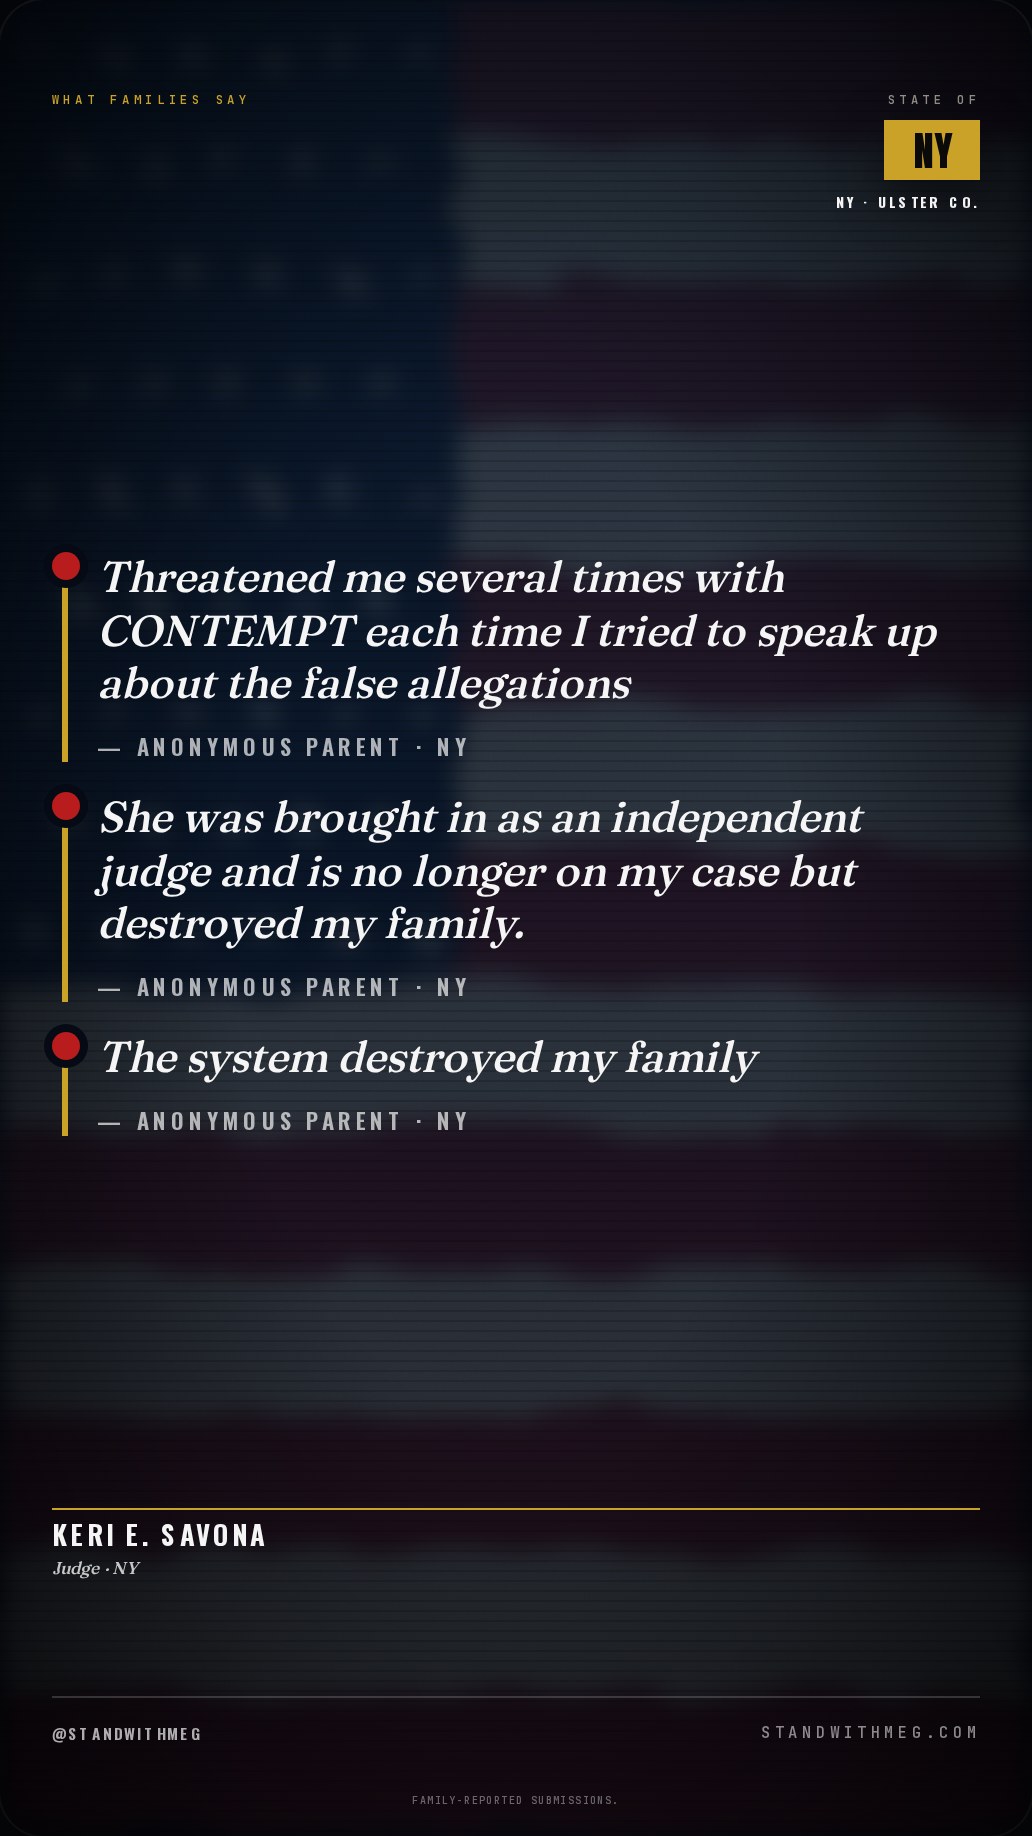 WHAT FAMILIES SAY
STATE OF
NY
NY · ULSTER CO.
Threatened me several times with
CONTEMPT each time I tried to speak up
about the false allegations
— ANONYMOUS PARENT · NY
She was brought in as an independent
judge and is no longer on my case but
destroyed my family.
— ANONYMOUS PARENT · NY
The system destroyed my family
— ANONYMOUS PARENT · NY
KERI E. SAVONA
Judge · NY
@STANDWITHMEG
STANDWITHMEG.COM
FAMILY-REPORTED SUBMISSIONS.